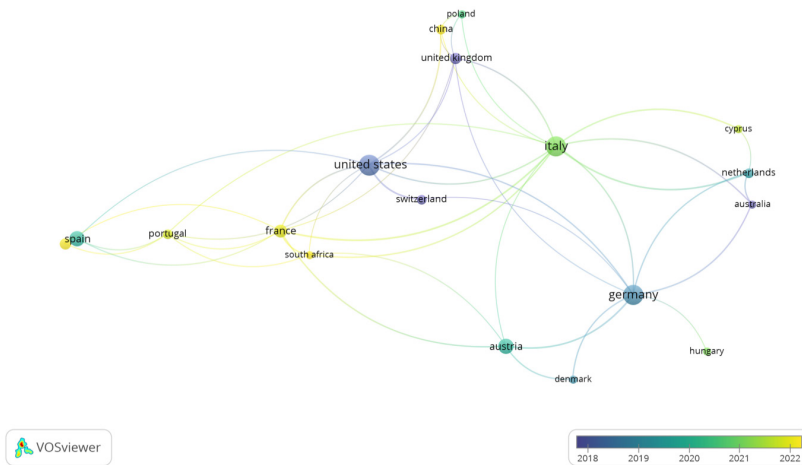 poland
china
united kingdom
cyprus
italy
united states
netherlands
switzerland
australia
portugal
france
spain
south africa
germany
austria
hungary
denmark
VOSviewer
2018 2019 2020 2021 2022